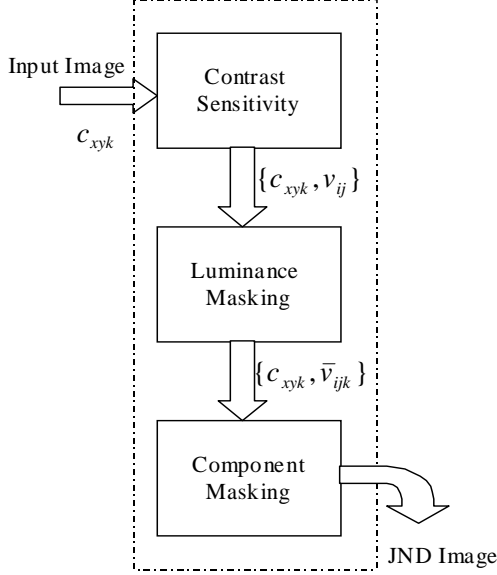 Input Image
c_{xyk}
Contrast
Sensitivity
{c_{xyk}, v_{ij}}
Luminance
Masking
{c_{xyk}, v̄_{ijk}}
Component
Masking
JND Image